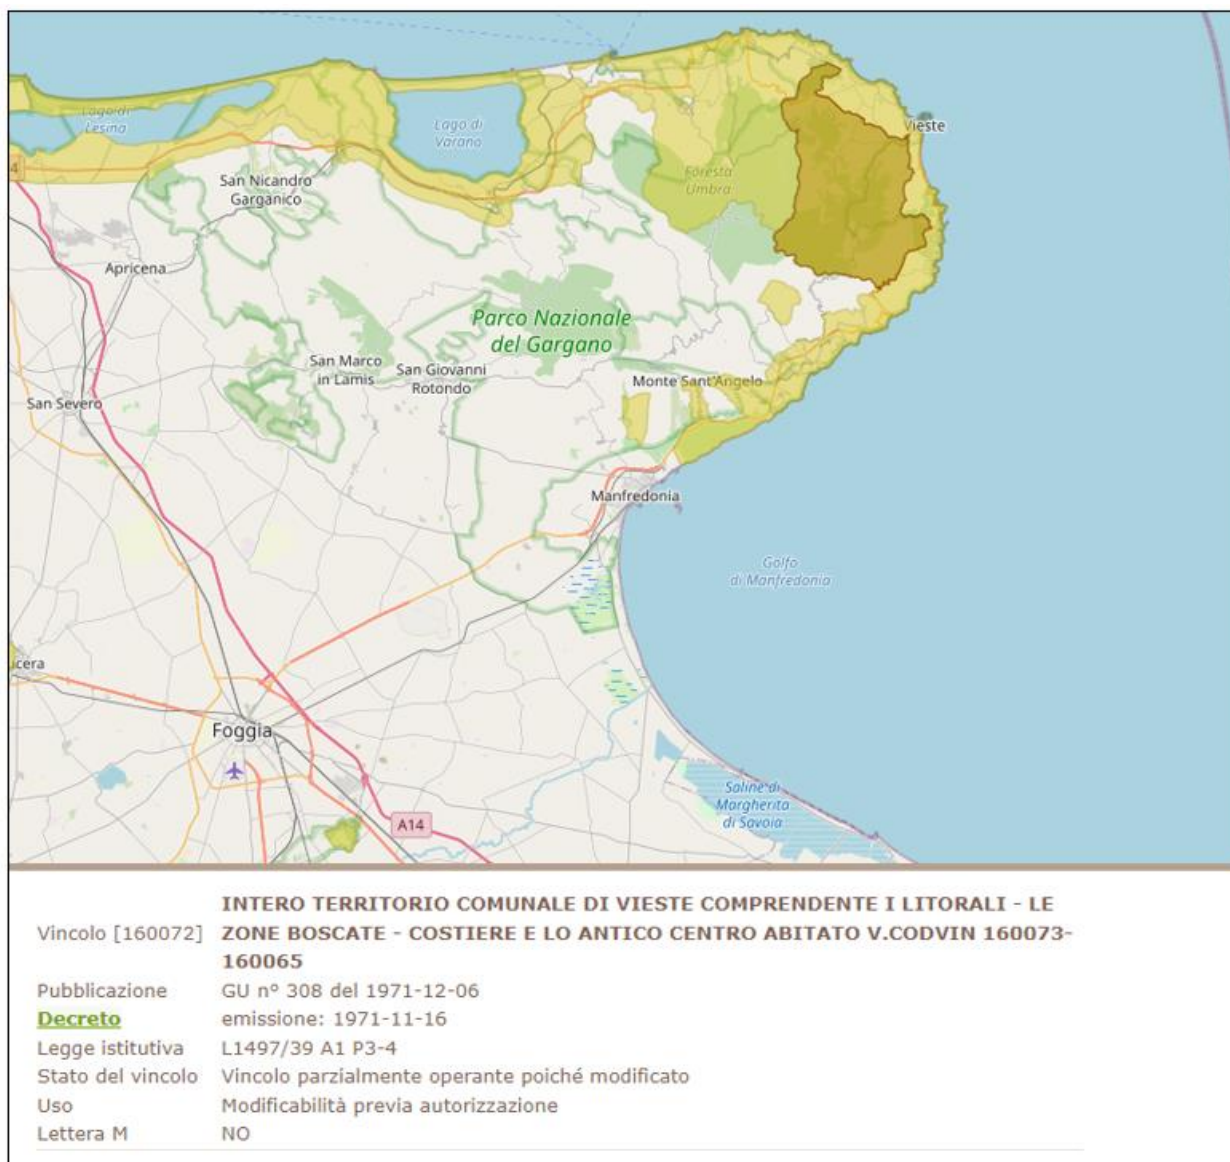 Lago di
Lesina
Lago di
Varano
Vieste
4
Foresta
Umbra
San Nicandro
Garganico
Apricena
Parco Nazionale
del Gargano
San Marco
in Lamis
San Giovanni
Rotondo
Monte Sant'Angelo
San Severo
Manfredonia
Golfo
di Manfredonia
cera
Foggia
Saline di
Margherita
di Savoia
A14
INTERO TERRITORIO COMUNALE DI VIESTE COMPRENDENTE I LITORALI - LE
Vincolo [160072] ZONE BOSCATE - COSTIERE E LO ANTICO CENTRO ABITATO V.CODVIN 160073-
160065
Pubblicazione GU n° 308 del 1971-12-06
Decreto emissione: 1971-11-16
Legge istitutiva L1497/39 A1 P3-4
Stato del vincolo Vincolo parzialmente operante poiché modificato
Uso Modificabilità previa autorizzazione
Lettera M NO